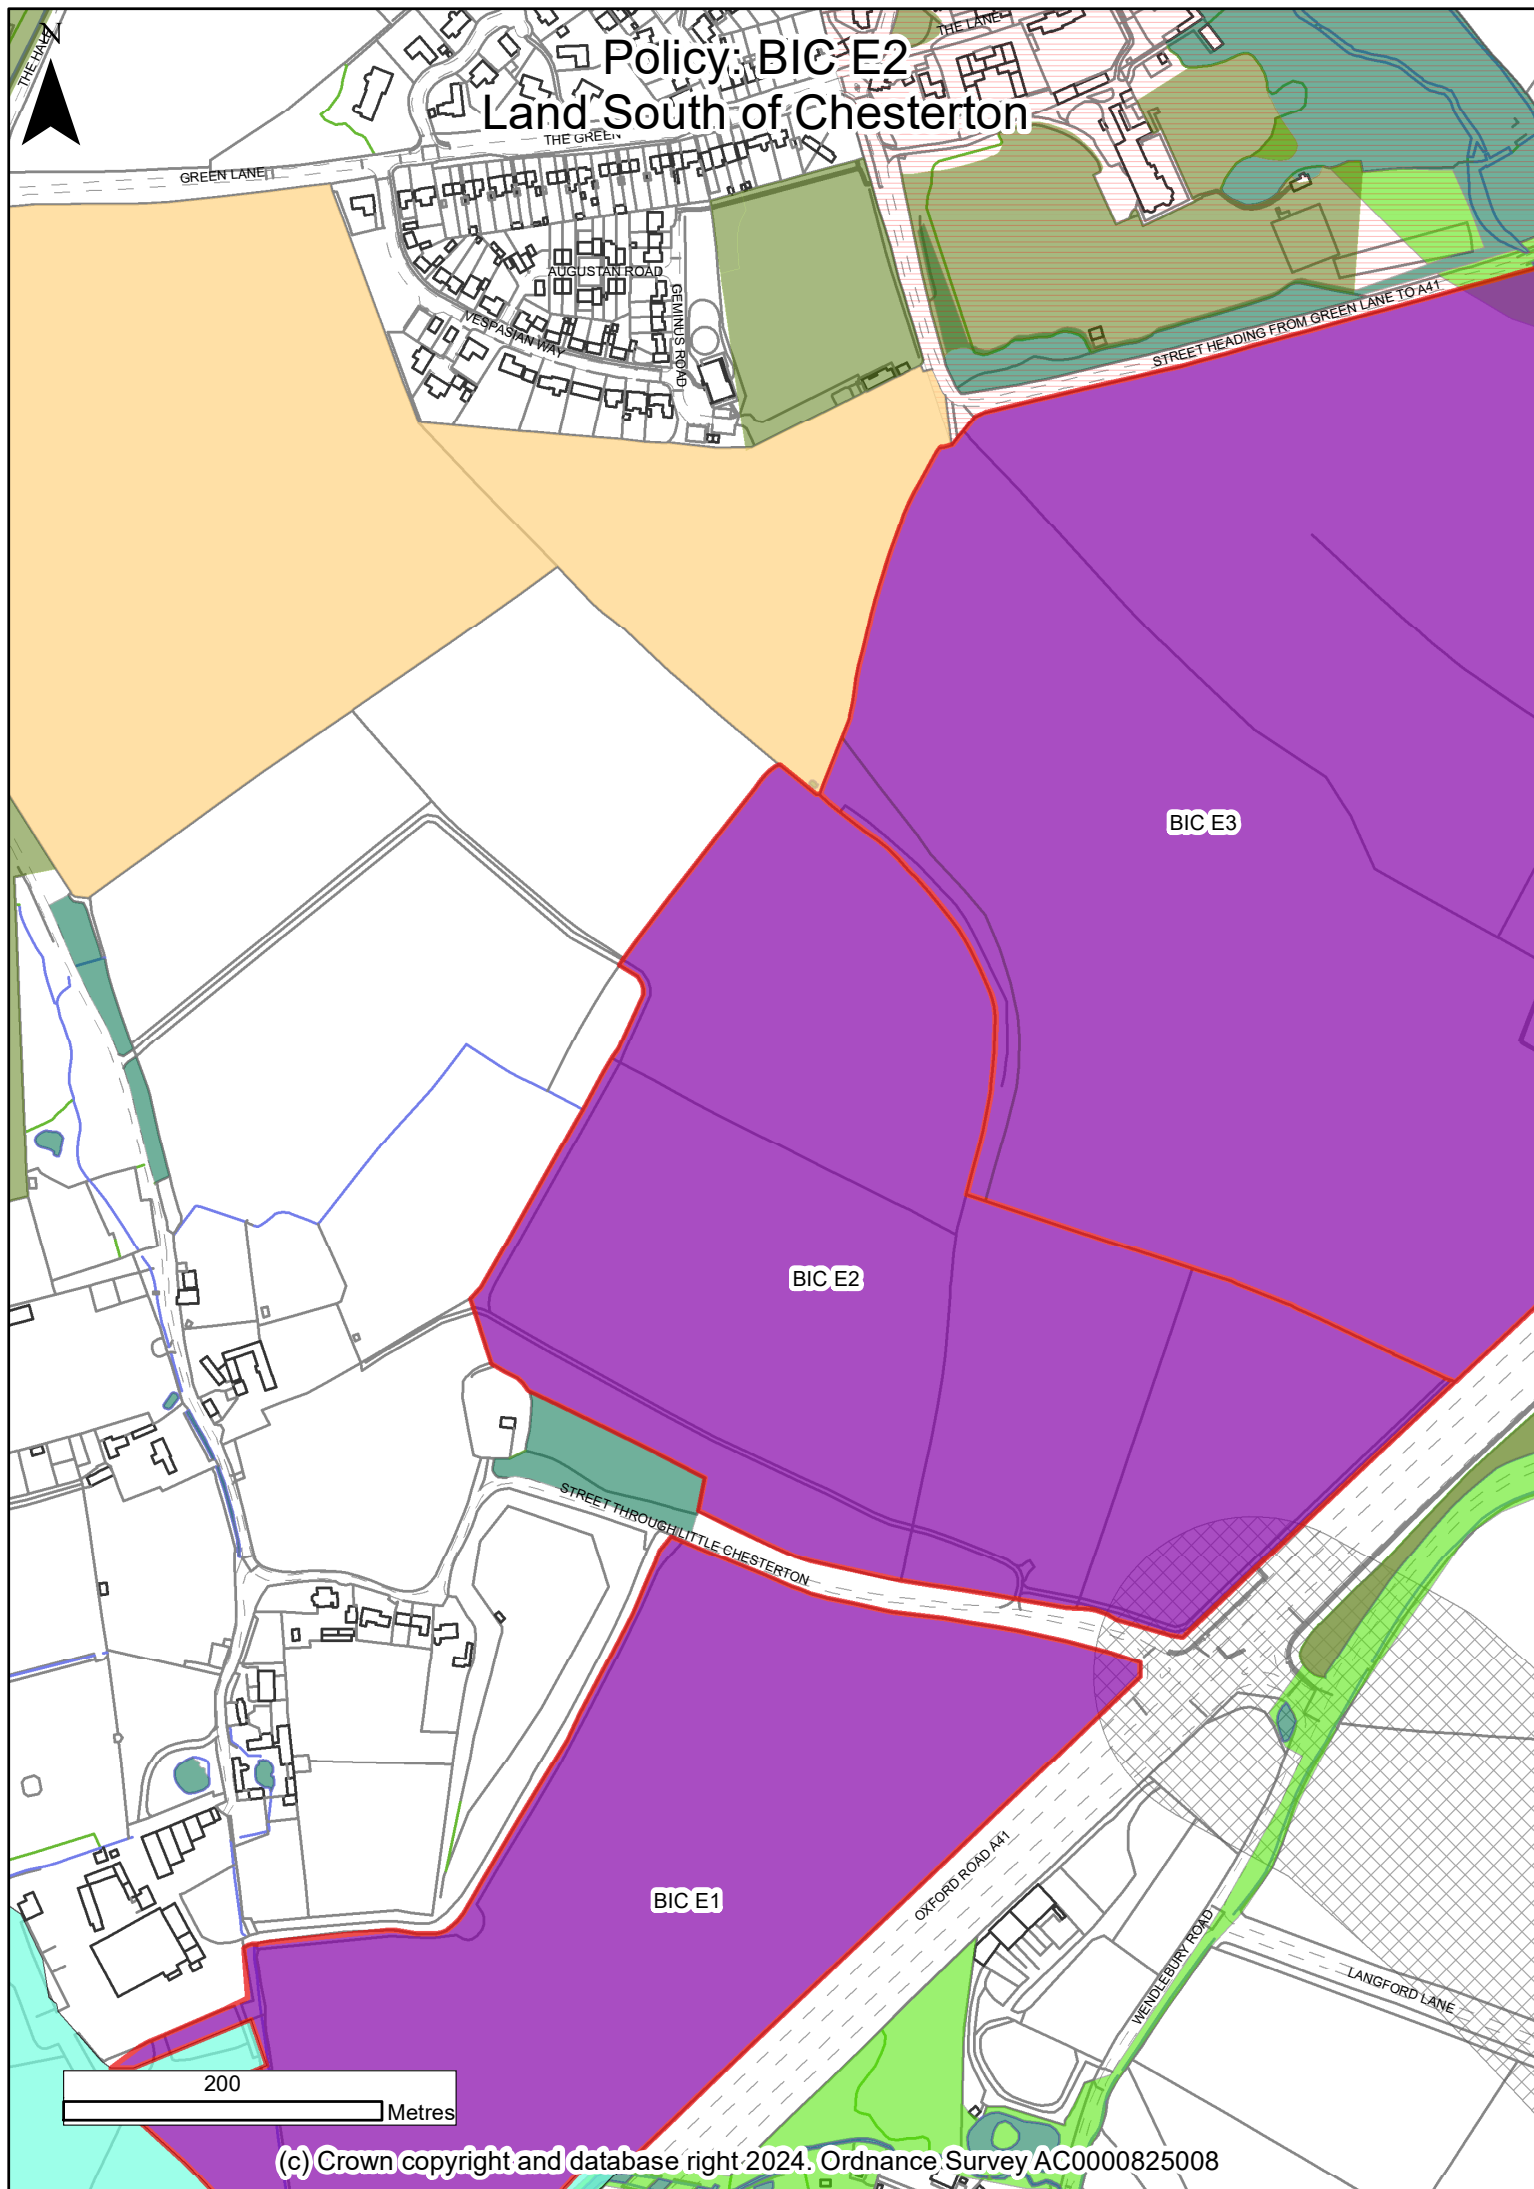 N
THE HALE
Policy: BIC E2
Land South of Chesterton
THE LANE
THE GREEN
GREEN LANE
AUGUSTAN ROAD
GEMINUS ROAD
VESPASIAN WAY
STREET HEADING FROM GREEN LANE TO A41
BIC E3
BIC E2
STREET THROUGH LITTLE CHESTERTON
BIC E1
OXFORD ROAD A41
WENDLEBURY ROAD
LANGFORD LANE
200
Metres
(c) Crown copyright and database right 2024. Ordnance Survey AC0000825008